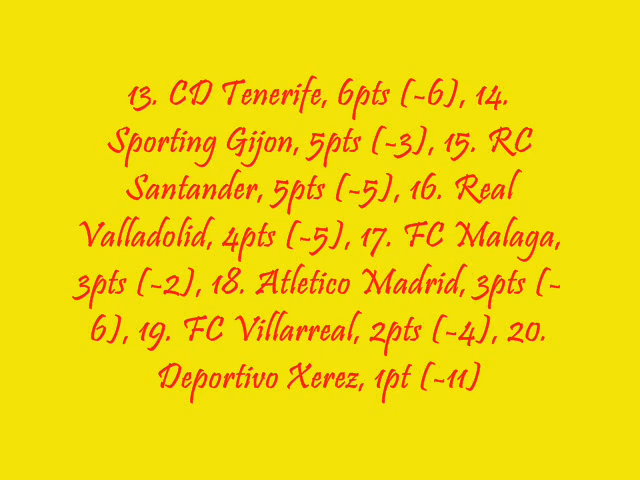 13. CD Tenerife, 6pts (-6), 14.
Sporting Gijon, 5pts (-3), 15. RC
Santander, 5pts (-5), 16. Real
Valladolid, 4pts (-5), 17. FC Malaga,
3pts (-2), 18. Atletico Madrid, 3pts (-
6), 19. FC Villarreal, 2pts (-4), 20.
Deportivo Xerez, 1pt (-11)